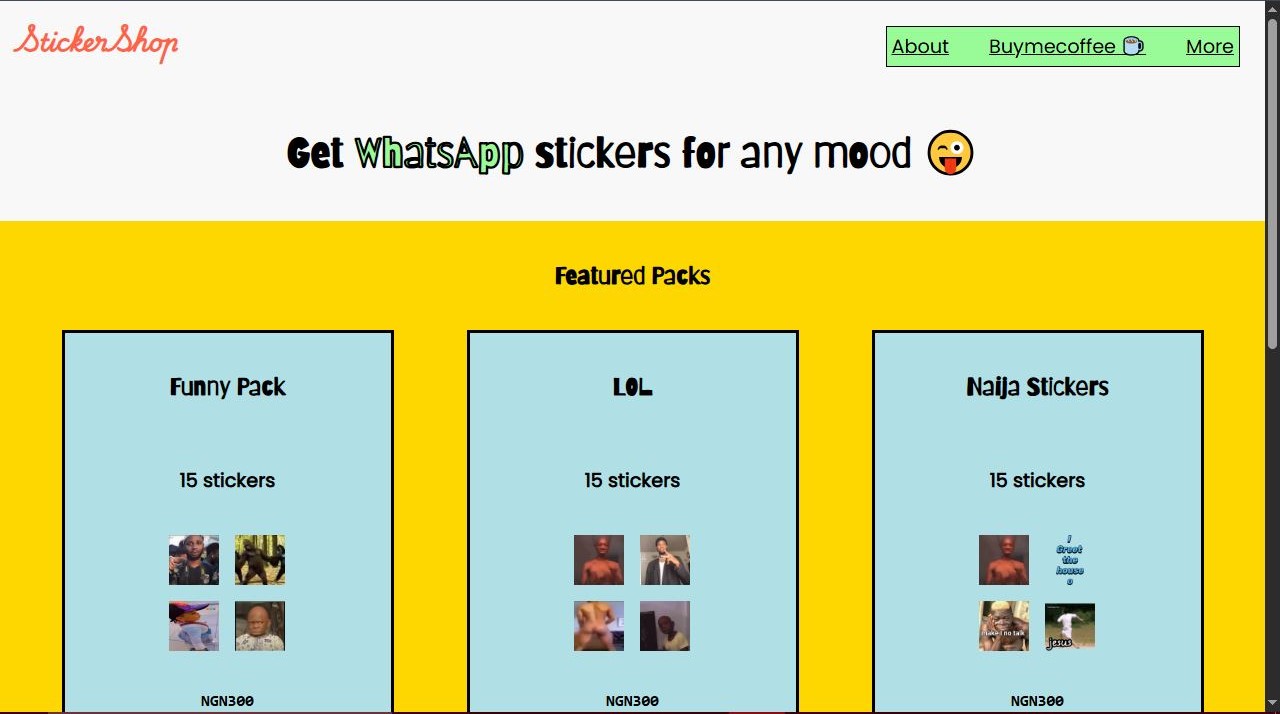 StickerShop
About Buymecoffee ☕ More
Get WhatsApp stickers for any mood 😜
Featured Packs
Funny Pack
15 stickers
NGN300
LOL
15 stickers
NGN300
Naija Stickers
15 stickers
I
Greet
the
house
o
make I no talk
jesus
NGN300